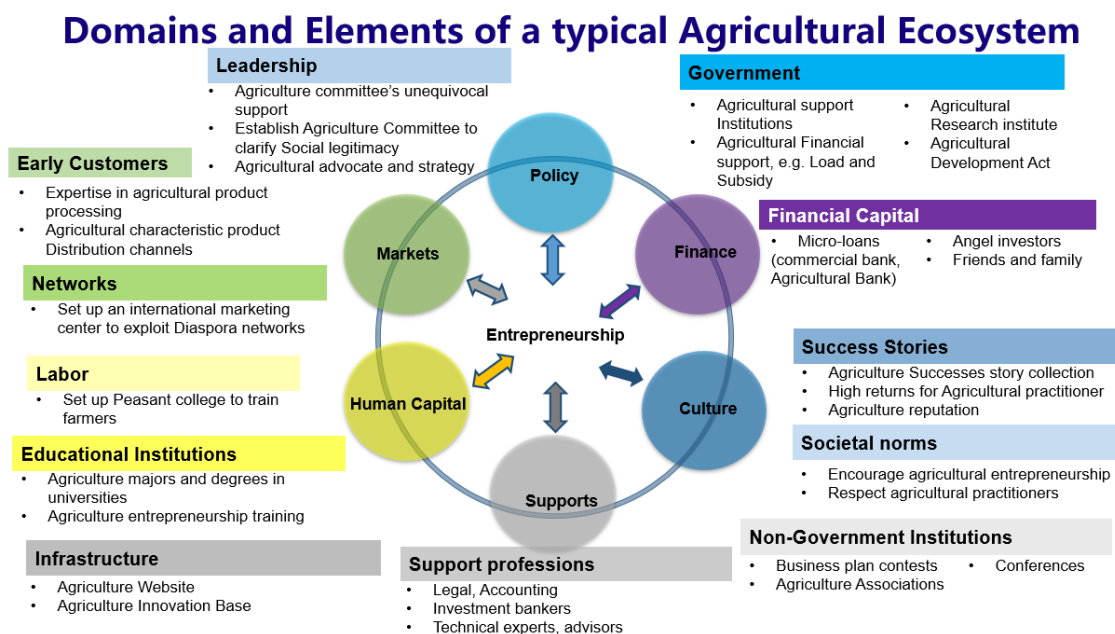 Domains and Elements of a typical Agricultural Ecosystem
Leadership
• Agriculture committee's unequivocal
support
• Establish Agriculture Committee to
clarify Social legitimacy
• Agricultural advocate and strategy
Government
• Agricultural support
Institutions
• Agricultural Financial
support, e.g. Load and
Subsidy
• Agricultural
Research institute
• Agricultural
Development Act
Early Customers
• Expertise in agricultural product
processing
• Agricultural characteristic product
Distribution channels
Networks
• Set up an international marketing
center to exploit Diaspora networks
Labor
• Set up Peasant college to train
farmers
Educational Institutions
• Agriculture majors and degrees in
universities
• Agriculture entrepreneurship training
Infrastructure
• Agriculture Website
• Agriculture Innovation Base
Policy
Markets
Finance
Entrepreneurship
Human Capital
Culture
Supports
Financial Capital
• Micro-loans
(commercial bank,
Agricultural Bank)
• Angel investors
• Friends and family
Success Stories
• Agriculture Successes story collection
• High returns for Agricultural practitioner
• Agriculture reputation
Societal norms
• Encourage agricultural entrepreneurship
• Respect agricultural practitioners
Non-Government Institutions
• Business plan contests
• Agriculture Associations
• Conferences
Support professions
• Legal, Accounting
• Investment bankers
• Technical experts, advisors